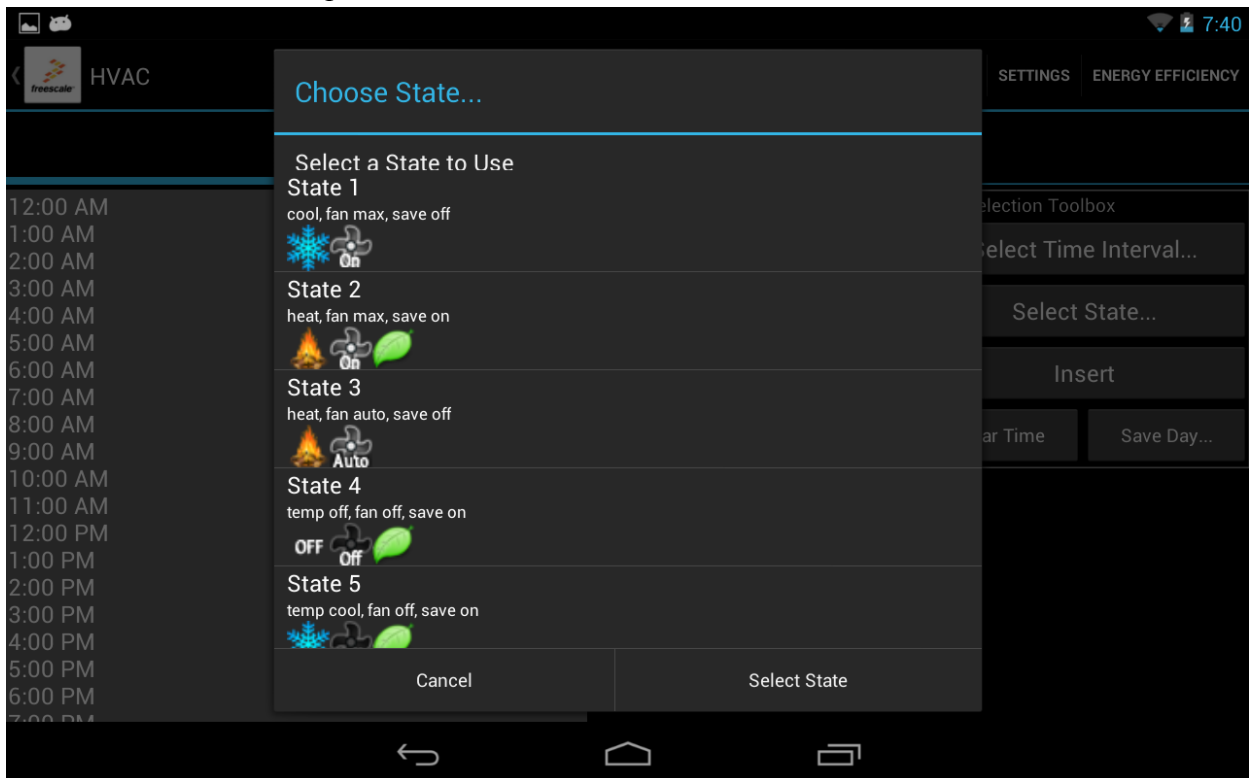 7:40
freescale
HVAC
SETTINGS
ENERGY EFFICIENCY
Choose State...
Select a State to Use
State 1
cool, fan max, save off
On
State 2
heat, fan max, save on
On
State 3
heat, fan auto, save off
Auto
State 4
temp off, fan off, save on
OFF
Off
State 5
temp cool, fan off, save on
Cancel
Select State
12:00 AM
1:00 AM
2:00 AM
3:00 AM
4:00 AM
5:00 AM
6:00 AM
7:00 AM
8:00 AM
9:00 AM
10:00 AM
11:00 AM
12:00 PM
1:00 PM
2:00 PM
3:00 PM
4:00 PM
5:00 PM
6:00 PM
7:00 PM
election Toolbox
Select Time Interval...
Select State...
Insert
ar Time
Save Day...